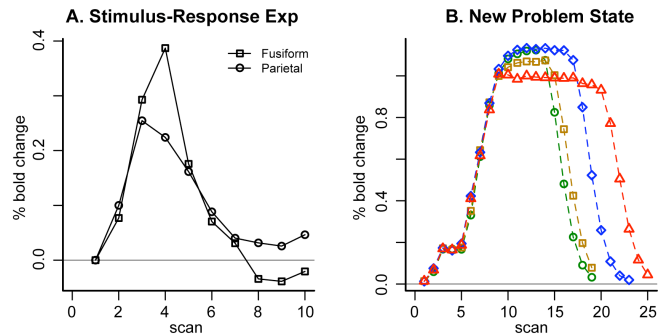 A. Stimulus-Response Exp
0.4
0.2
0.0
% bold change
Fusiform
Parietal
0 2 4 6 8 10
scan
B. New Problem State
0.8
0.4
0.0
% bold change
0 5 10 15 20 25
scan